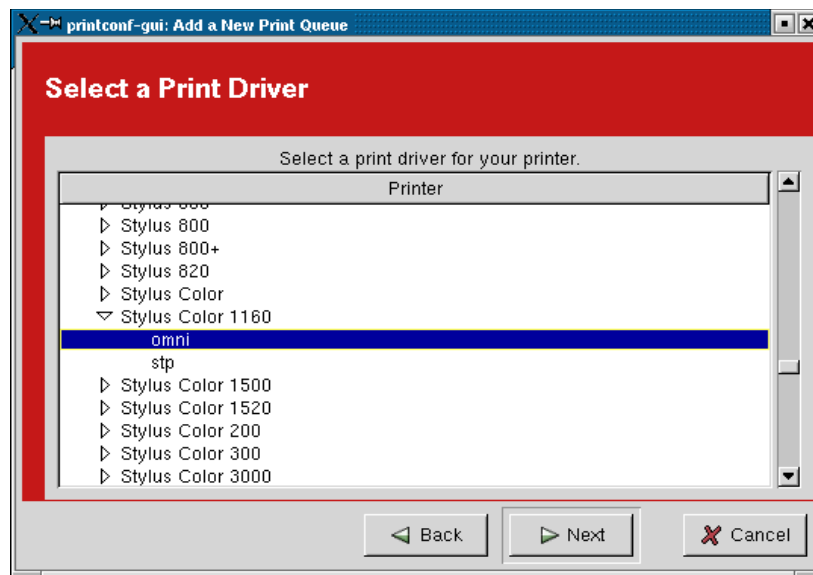 printconf-gui: Add a New Print Queue
Select a Print Driver
Select a print driver for your printer.
Printer
Stylus 800
Stylus 800+
Stylus 820
Stylus Color
Stylus Color 1160
omni
stp
Stylus Color 1500
Stylus Color 1520
Stylus Color 200
Stylus Color 300
Stylus Color 3000
Back Next Cancel